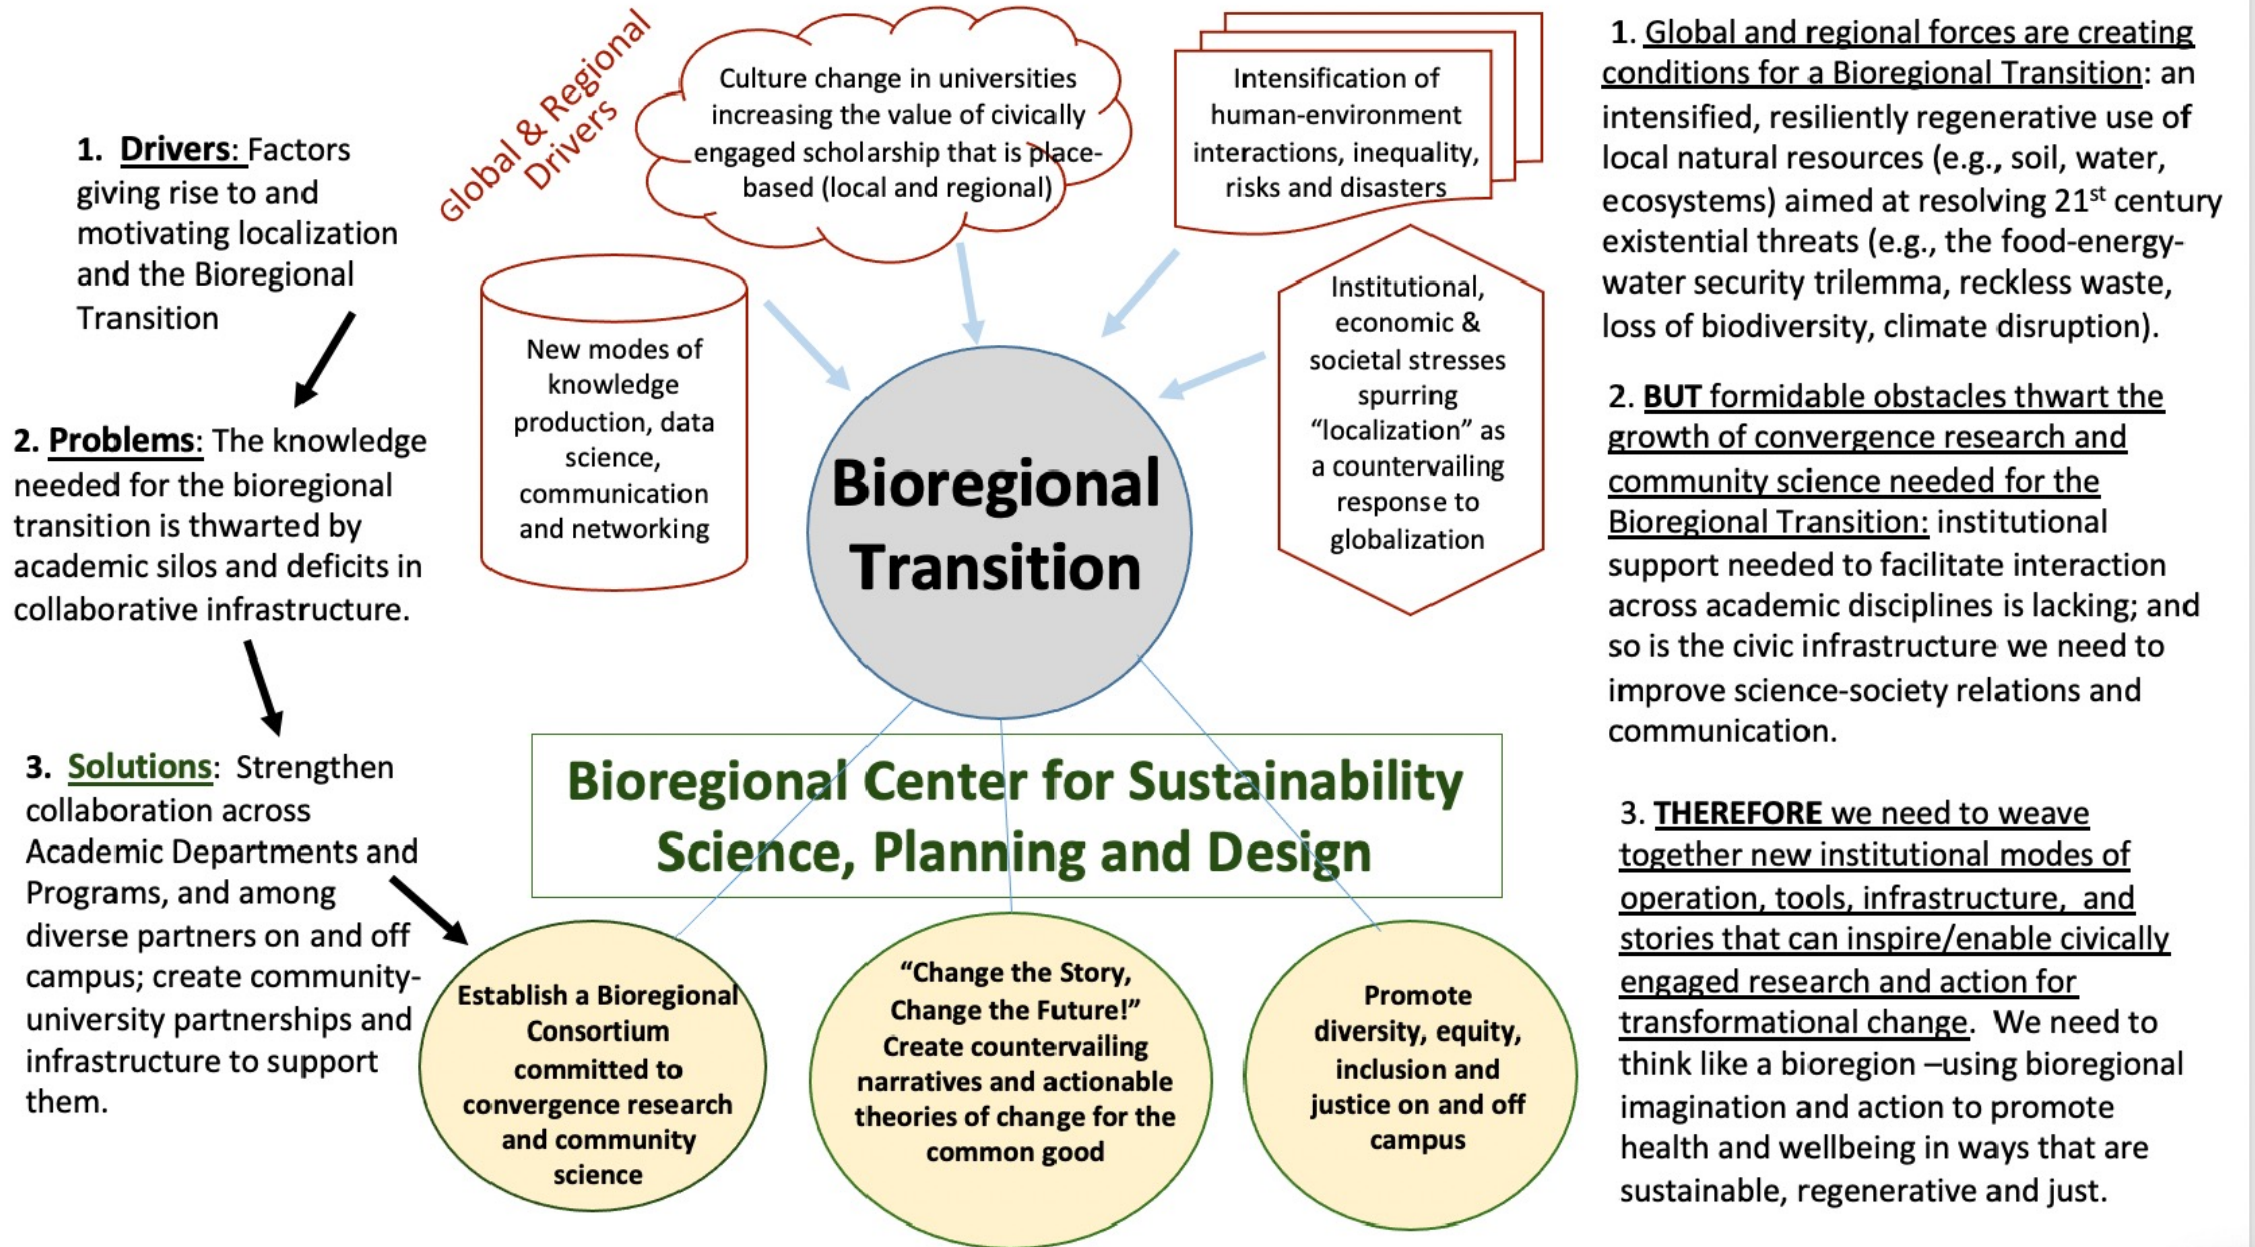 1. Drivers: Factors
giving rise to and
motivating localization
and the Bioregional
Transition
2. Problems: The knowledge
needed for the bioregional
transition is thwarted by
academic silos and deficits in
collaborative infrastructure.
3. Solutions: Strengthen
collaboration across
Academic Departments and
Programs, and among
diverse partners on and off
campus; create community-
university partnerships and
infrastructure to support
them.
Global & Regional
Drivers
Culture change in universities
increasing the value of civically
engaged scholarship that is place-
based (local and regional)
Intensification of
human-environment
interactions, inequality,
risks and disasters
New modes of
knowledge
production, data
science,
communication
and networking
Institutional,
economic &
societal stresses
spurring
“localization” as
a countervailing
response to
globalization
Bioregional
Transition
Bioregional Center for Sustainability
Science, Planning and Design
Establish a Bioregional
Consortium
committed to
convergence research
and community
science
“Change the Story,
Change the Future!”
Create countervailing
narratives and actionable
theories of change for the
common good
Promote
diversity, equity,
inclusion and
justice on and off
campus
1. Global and regional forces are creating
conditions for a Bioregional Transition: an
intensified, resiliently regenerative use of
local natural resources (e.g., soil, water,
ecosystems) aimed at resolving 21st century
existential threats (e.g., the food-energy-
water security trilemma, reckless waste,
loss of biodiversity, climate disruption).
2. BUT formidable obstacles thwart the
growth of convergence research and
community science needed for the
Bioregional Transition: institutional
support needed to facilitate interaction
across academic disciplines is lacking; and
so is the civic infrastructure we need to
improve science-society relations and
communication.
3. THEREFORE we need to weave
together new institutional modes of
operation, tools, infrastructure, and
stories that can inspire/enable civically
engaged research and action for
transformational change. We need to
think like a bioregion –using bioregional
imagination and action to promote
health and wellbeing in ways that are
sustainable, regenerative and just.